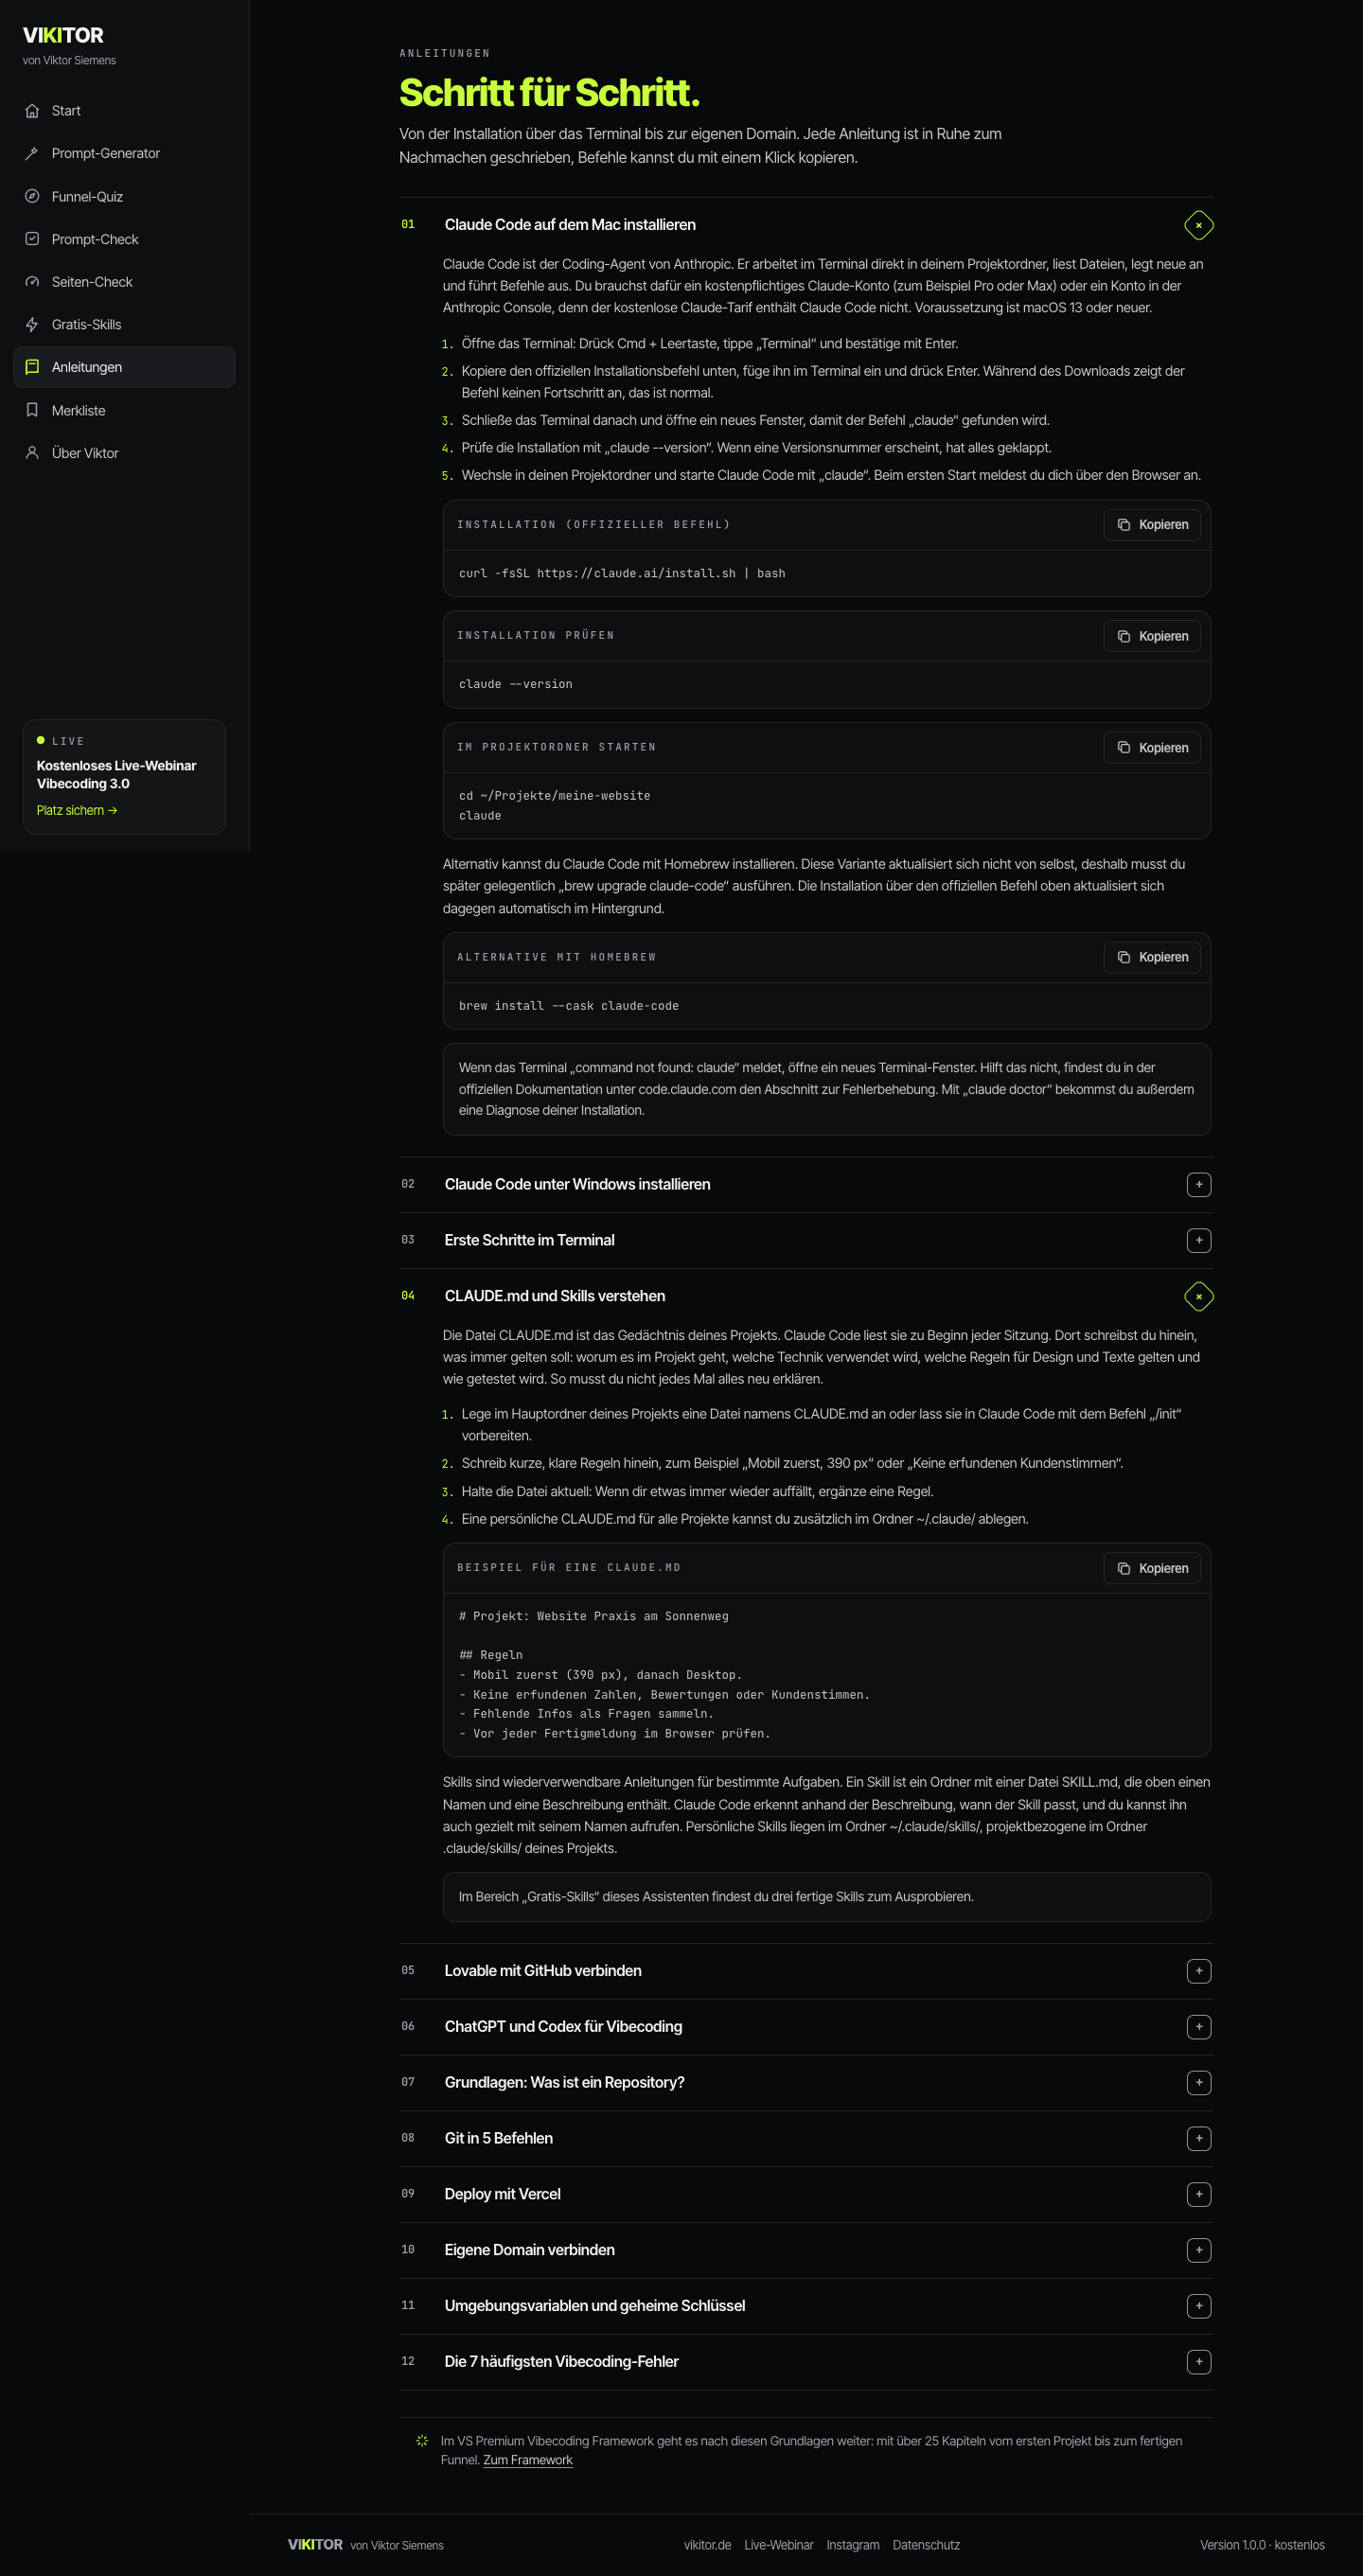 VIKITOR
von Viktor Siemens
Start
Prompt-Generator
Funnel-Quiz
Prompt-Check
Seiten-Check
Gratis-Skills
Anleitungen
Merkliste
Über Viktor
LIVE
Kostenloses Live-Webinar
Vibecoding 3.0
Platz sichern →
ANLEITUNGEN
Schritt für Schritt.
Von der Installation über das Terminal bis zur eigenen Domain. Jede Anleitung ist in Ruhe zum
Nachmachen geschrieben, Befehle kannst du mit einem Klick kopieren.
01 Claude Code auf dem Mac installieren
Claude Code ist der Coding-Agent von Anthropic. Er arbeitet im Terminal direkt in deinem Projektordner, liest Dateien, legt neue an
und führt Befehle aus. Du brauchst dafür ein kostenpflichtiges Claude-Konto (zum Beispiel Pro oder Max) oder ein Konto in der
Anthropic Console, denn der kostenlose Claude-Tarif enthält Claude Code nicht. Voraussetzung ist macOS 13 oder neuer.
1. Öffne das Terminal: Drück Cmd + Leertaste, tippe „Terminal“ und bestätige mit Enter.
2. Kopiere den offiziellen Installationsbefehl unten, füge ihn im Terminal ein und drück Enter. Während des Downloads zeigt der
Befehl keinen Fortschritt an, das ist normal.
3. Schließe das Terminal danach und öffne ein neues Fenster, damit der Befehl „claude“ gefunden wird.
4. Prüfe die Installation mit „claude --version“. Wenn eine Versionsnummer erscheint, hat alles geklappt.
5. Wechsle in deinen Projektordner und starte Claude Code mit „claude“. Beim ersten Start meldest du dich über den Browser an.
INSTALLATION (OFFIZIELLER BEFEHL) Kopieren
curl -fsSL https://claude.ai/install.sh | bash
INSTALLATION PRÜFEN Kopieren
claude --version
IM PROJEKTORDNER STARTEN Kopieren
cd ~/Projekte/meine-website
claude
Alternativ kannst du Claude Code mit Homebrew installieren. Diese Variante aktualisiert sich nicht von selbst, deshalb musst du
später gelegentlich „brew upgrade claude-code“ ausführen. Die Installation über den offiziellen Befehl oben aktualisiert sich
dagegen automatisch im Hintergrund.
ALTERNATIVE MIT HOMEBREW Kopieren
brew install --cask claude-code
Wenn das Terminal „command not found: claude“ meldet, öffne ein neues Terminal-Fenster. Hilft das nicht, findest du in der
offiziellen Dokumentation unter code.claude.com den Abschnitt zur Fehlerbehebung. Mit „claude doctor“ bekommst du außerdem
eine Diagnose deiner Installation.
02 Claude Code unter Windows installieren +
03 Erste Schritte im Terminal +
04 CLAUDE.md und Skills verstehen
Die Datei CLAUDE.md ist das Gedächtnis deines Projekts. Claude Code liest sie zu Beginn jeder Sitzung. Dort schreibst du hinein,
was immer gelten soll: worum es im Projekt geht, welche Technik verwendet wird, welche Regeln für Design und Texte gelten und
wie getestet wird. So musst du nicht jedes Mal alles neu erklären.
1. Lege im Hauptordner deines Projekts eine Datei namens CLAUDE.md an oder lass sie in Claude Code mit dem Befehl „/init“
vorbereiten.
2. Schreib kurze, klare Regeln hinein, zum Beispiel „Mobil zuerst, 390 px“ oder „Keine erfundenen Kundenstimmen“.
3. Halte die Datei aktuell: Wenn dir etwas immer wieder auffällt, ergänze eine Regel.
4. Eine persönliche CLAUDE.md für alle Projekte kannst du zusätzlich im Ordner ~/.claude/ ablegen.
BEISPIEL FÜR EINE CLAUDE.MD Kopieren
# Projekt: Website Praxis am Sonnenweg
## Regeln
- Mobil zuerst (390 px), danach Desktop.
- Keine erfundenen Zahlen, Bewertungen oder Kundenstimmen.
- Fehlende Infos als Fragen sammeln.
- Vor jeder Fertigmeldung im Browser prüfen.
Skills sind wiederverwendbare Anleitungen für bestimmte Aufgaben. Ein Skill ist ein Ordner mit einer Datei SKILL.md, die oben einen
Namen und eine Beschreibung enthält. Claude Code erkennt anhand der Beschreibung, wann der Skill passt, und du kannst ihn
auch gezielt mit seinem Namen aufrufen. Persönliche Skills liegen im Ordner ~/.claude/skills/, projektbezogene im Ordner
.claude/skills/ deines Projekts.
Im Bereich „Gratis-Skills“ dieses Assistenten findest du drei fertige Skills zum Ausprobieren.
05 Lovable mit GitHub verbinden +
06 ChatGPT und Codex für Vibecoding +
07 Grundlagen: Was ist ein Repository? +
08 Git in 5 Befehlen +
09 Deploy mit Vercel +
10 Eigene Domain verbinden +
11 Umgebungsvariablen und geheime Schlüssel +
12 Die 7 häufigsten Vibecoding-Fehler +
Im VS Premium Vibecoding Framework geht es nach diesen Grundlagen weiter: mit über 25 Kapiteln vom ersten Projekt bis zum fertigen
Funnel. Zum Framework
VIKITOR von Viktor Siemens vikitor.de Live-Webinar Instagram Datenschutz Version 1.0.0 · kostenlos